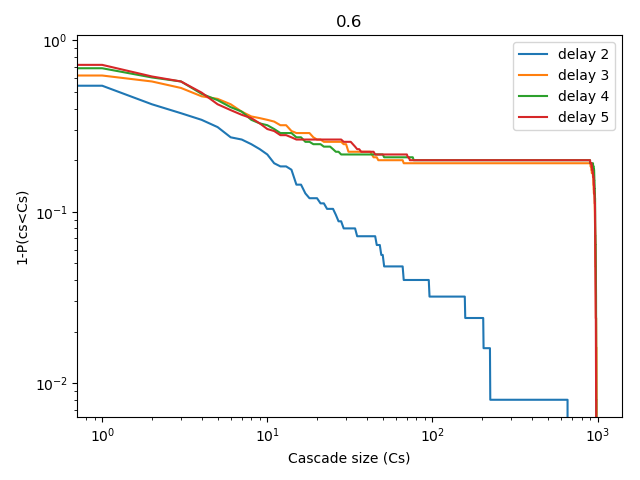 0.6
10⁰
10⁻¹
10⁻²
1-P(cs<Cs)
delay 2
delay 3
delay 4
delay 5
10⁰
10¹
10²
10³
Cascade size (Cs)